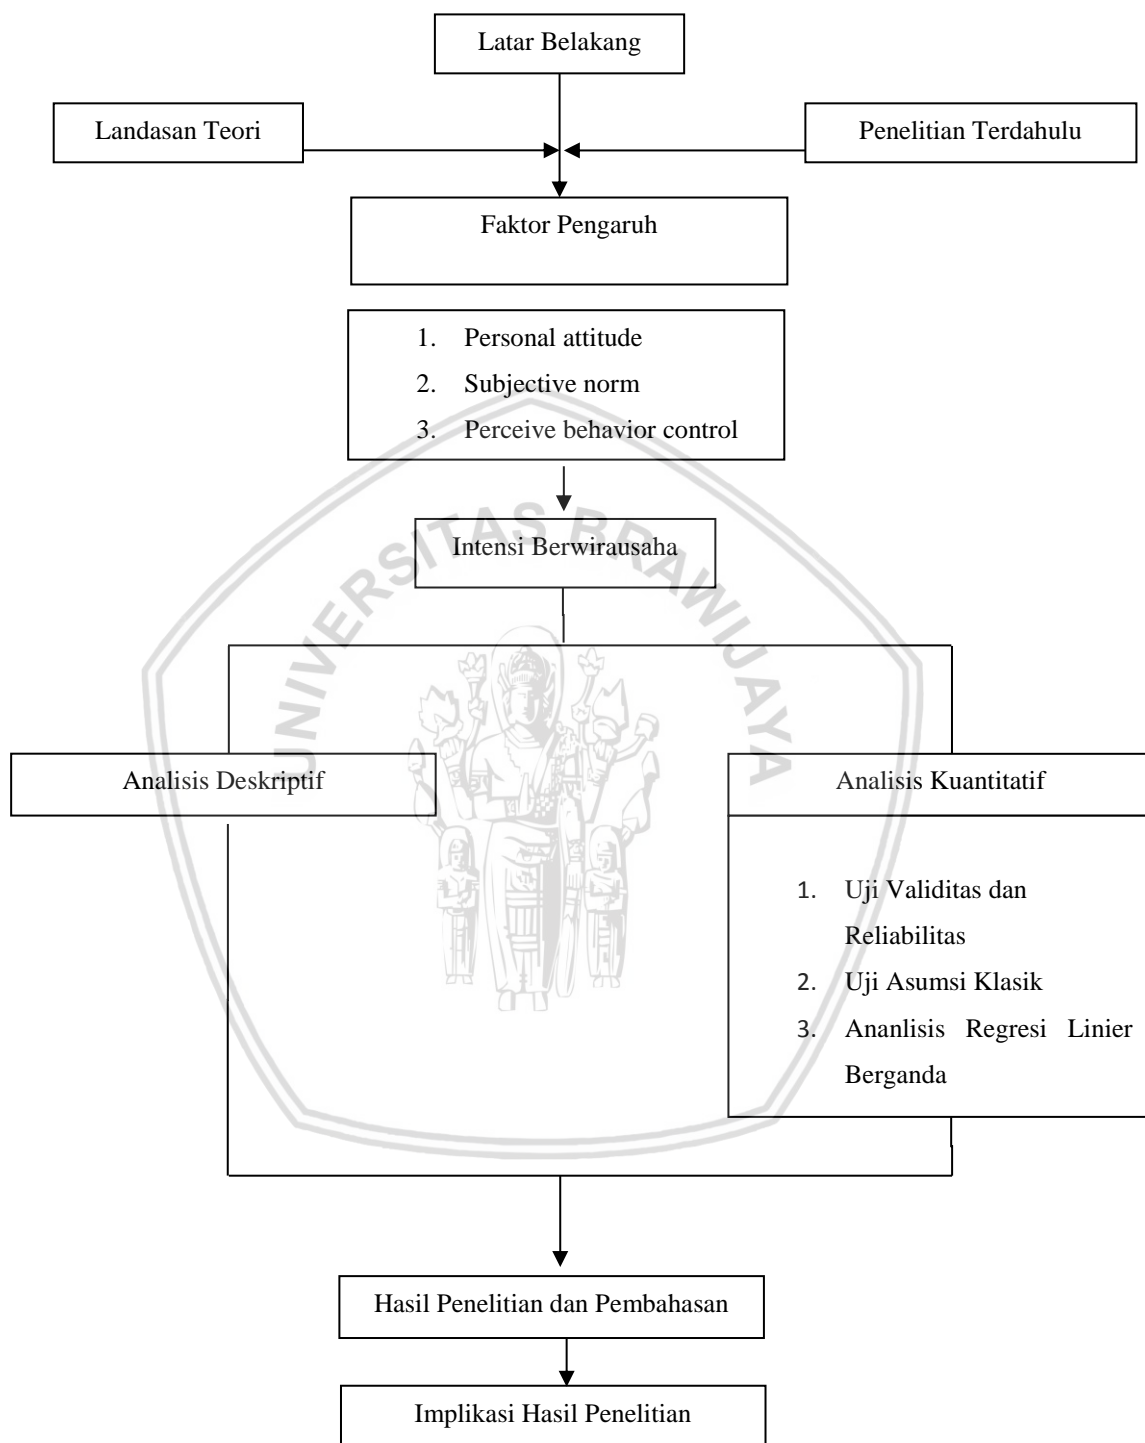 Latar Belakang
Landasan Teori
Penelitian Terdahulu
Faktor Pengaruh
1. Personal attitude
2. Subjective norm
3. Perceive behavior control
UNIVERSITAS BRAWIJAYA
Intensi Berwirausaha
Analisis Deskriptif
Analisis Kuantitatif
1. Uji Validitas dan
Reliabilitas
2. Uji Asumsi Klasik
3. Ananlisis Regresi Linier
Berganda
Hasil Penelitian dan Pembahasan
Implikasi Hasil Penelitian